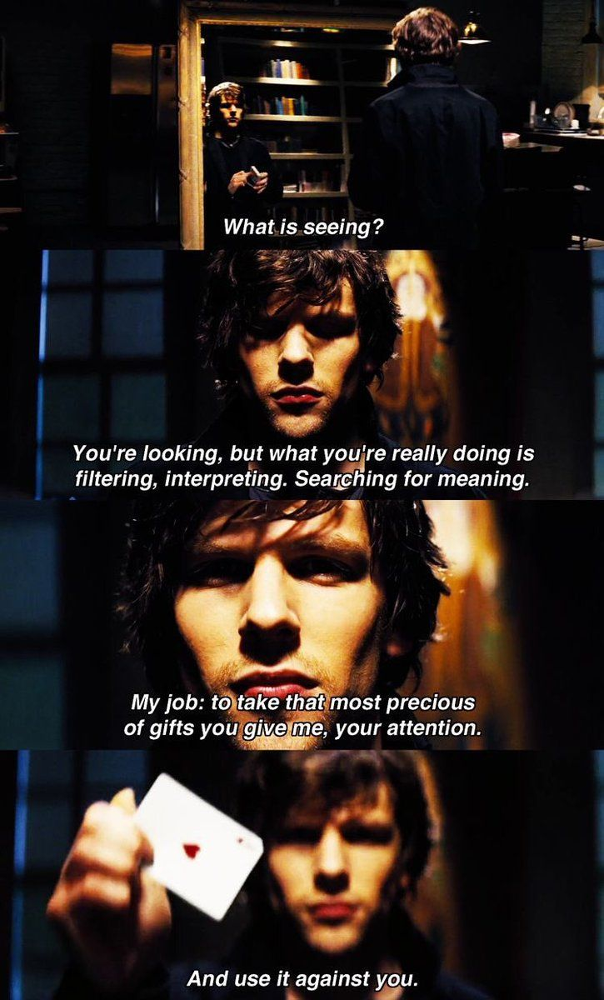 What is seeing?
You're looking, but what you're really doing is
filtering, interpreting. Searching for meaning.
My job: to take that most precious
of gifts you give me, your attention.
And use it against you.